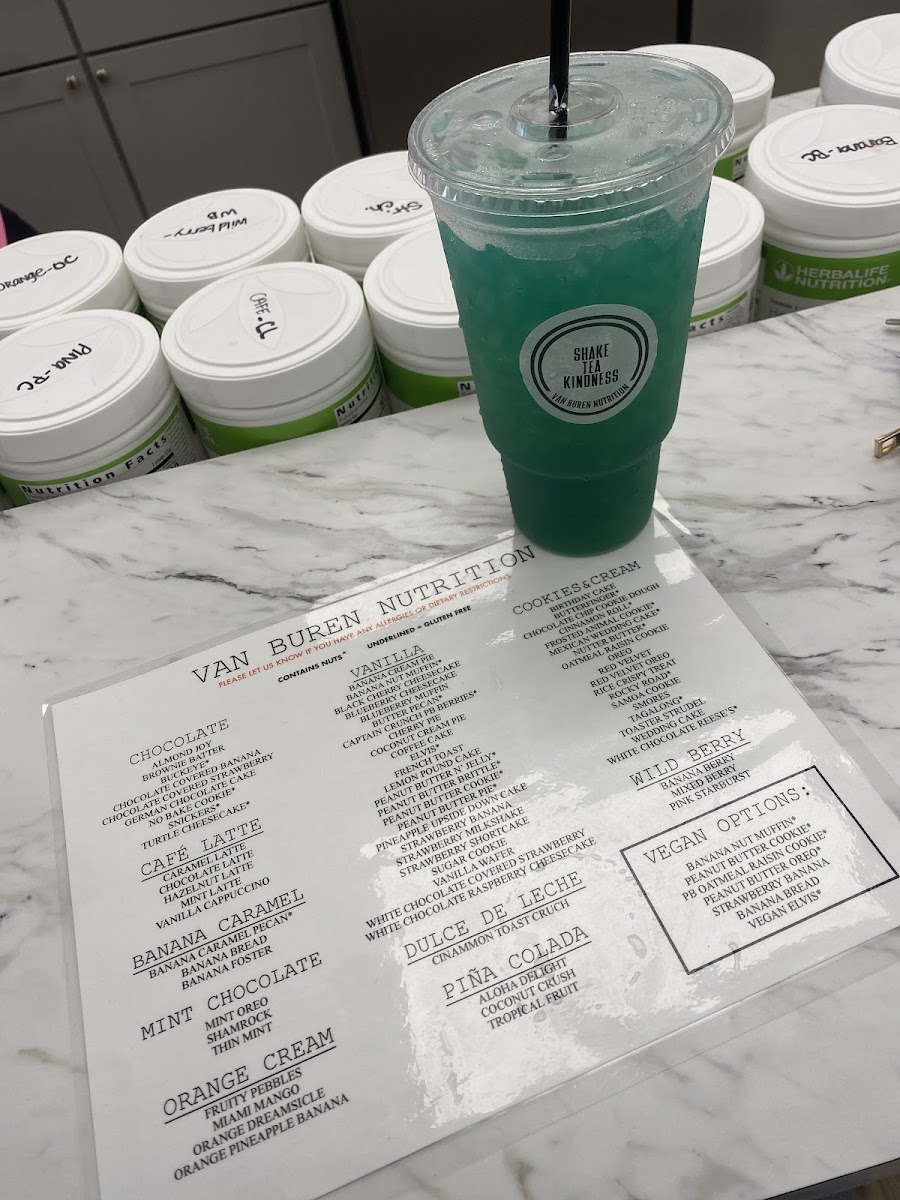 Orange-DC
Wild berry-
WB
Banana-BC
PINA-PC
CAFE-CL
HERBALIFE
NUTRITION
Nutrition Facts
Nutrition
SHAKE
TEA
KINDNESS
VAN BUREN NUTRITION
VAN BUREN NUTRITION
PLEASE LET US KNOW IF YOU HAVE ANY ALLERGIES OR DIETARY RESTRICTIONS
CONTAINS NUTS* UNDERLINED = GLUTEN FREE
CHOCOLATE
ALMOND JOY
BROWNIE BATTER
BUCKEYE*
CHOCOLATE COVERED BANANA
CHOCOLATE COVERED STRAWBERRY
GERMAN CHOCOLATE CAKE
NO BAKE COOKIE*
SNICKERS*
TURTLE CHEESECAKE*
CAFÉ LATTE
CARAMEL LATTE
CHOCOLATE LATTE
HAZELNUT LATTE
MINT LATTE
VANILLA CAPPUCINO
BANANA CARAMEL
BANANA CARAMEL PECAN*
BANANA BREAD
BANANA FOSTER
MINT CHOCOLATE
MINT OREO
SHAMROCK
THIN MINT
ORANGE CREAM
FRUITY PEBBLES
MIAMI MANGO
ORANGE DREAMSICLE
ORANGE PINEAPPLE BANANA
VANILLA
BANANA CREAM PIE
BANANA NUT MUFFIN*
BLACK CHERRY CHEESECAKE
BLUEBERRY CHEESECAKE
BLUEBERRY MUFFIN
BUTTER PECAN*
CAPTAIN CRUNCH PB BERRIES*
CHERRY PIE
COCONUT CREAM PIE
COFFEE CAKE
ELVIS*
FRENCH TOAST
LEMON POUND CAKE
PEANUT BUTTER N' JELLY*
PEANUT BUTTER BRITTLE*
PEANUT BUTTER COOKIE*
PEANUT BUTTER PIE*
PINEAPPLE UPSIDE DOWN CAKE
STRAWBERRY BANANA
STRAWBERRY MILKSHAKE
STRAWBERRY SHORTCAKE
SUGAR COOKIE
VANILLA WAFER
WHITE CHOCOLATE COVERED STRAWBERRY
WHITE CHOCOLATE RASPBERRY CHEESECAKE
DULCE DE LECHE
CINAMMON TOAST CRUCH
PIÑA COLADA
ALOHA DELIGHT
COCONUT CRUSH
TROPICAL FRUIT
COOKIES&CREAM
BIRTHDAY CAKE
BUTTERFINGER*
CHOCOLATE CHIP COOKIE DOUGH
CINNAMON ROLL*
FROSTED ANIMAL COOKIE*
MEXICAN WEDDING CAKE*
NUTTER BUTTER*
OATMEAL RAISIN COOKIE
OREO
RED VELVET
RED VELVET OREO
RICE CRISPY TREAT
ROCKY ROAD*
SAMOA COOKIE
SMORES
TAGALONG*
TOASTER STRUDEL
WEDDING CAKE
WHITE CHOCOLATE REESE'S*
WILD BERRY
BANANA BERRY
MIXED BERRY
PINK STARBURST
VEGAN OPTIONS:
BANANA NUT MUFFIN*
PEANUT BUTTER COOKIE*
PB OATMEAL RAISIN COOKIE*
PEANUT BUTTER OREO*
STRAWBERRY BANANA
BANANA BREAD
VEGAN ELVIS*